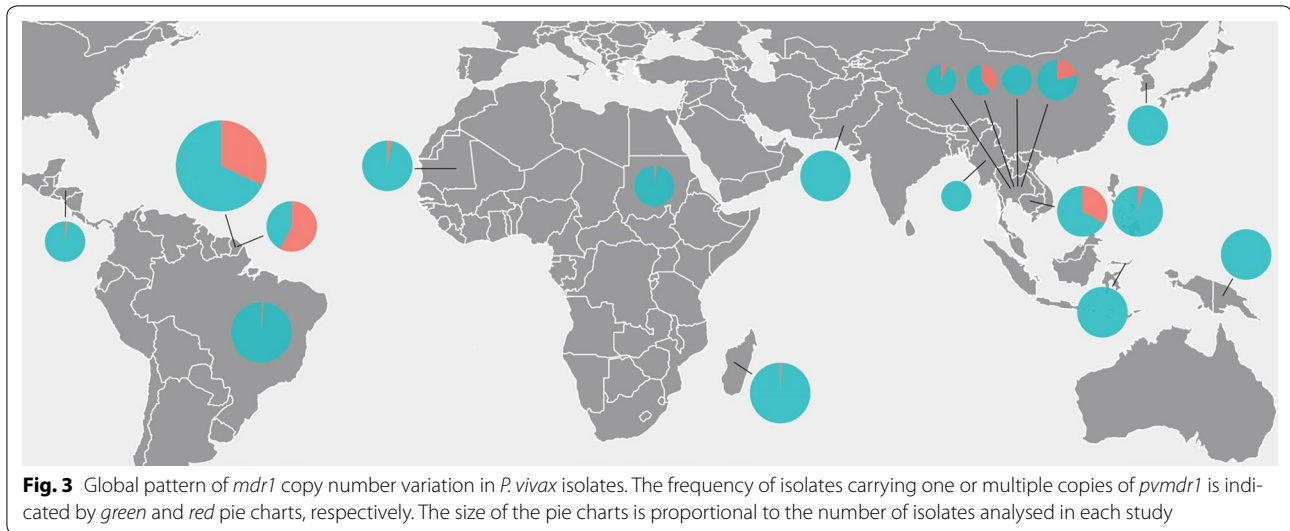 Fig. 3 Global pattern of mdr1 copy number variation in P. vivax isolates. The frequency of isolates carrying one or multiple copies of pvmdr1 is indi-
cated by green and red pie charts, respectively. The size of the pie charts is proportional to the number of isolates analysed in each study